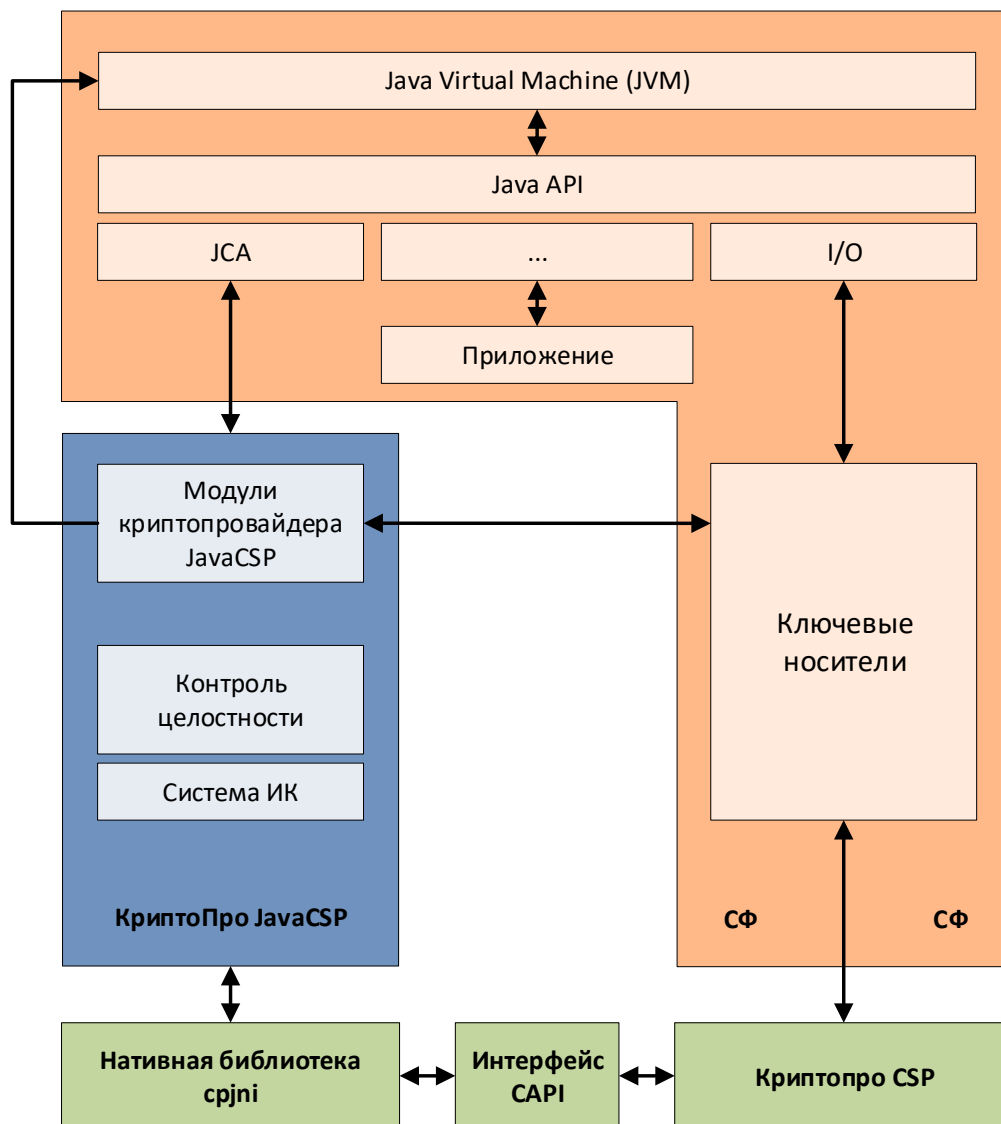 Java Virtual Machine (JVM)
Java API
JCA
...
I/O
Приложение
Модули
криптопровайдера
JavaCSP
Ключевые
носители
Контроль
целостности
Система ИК
КриптоПро JavaCSP
СФ
СФ
Нативная библиотека
cpjni
Интерфейс
CAPI
Криптопро CSP